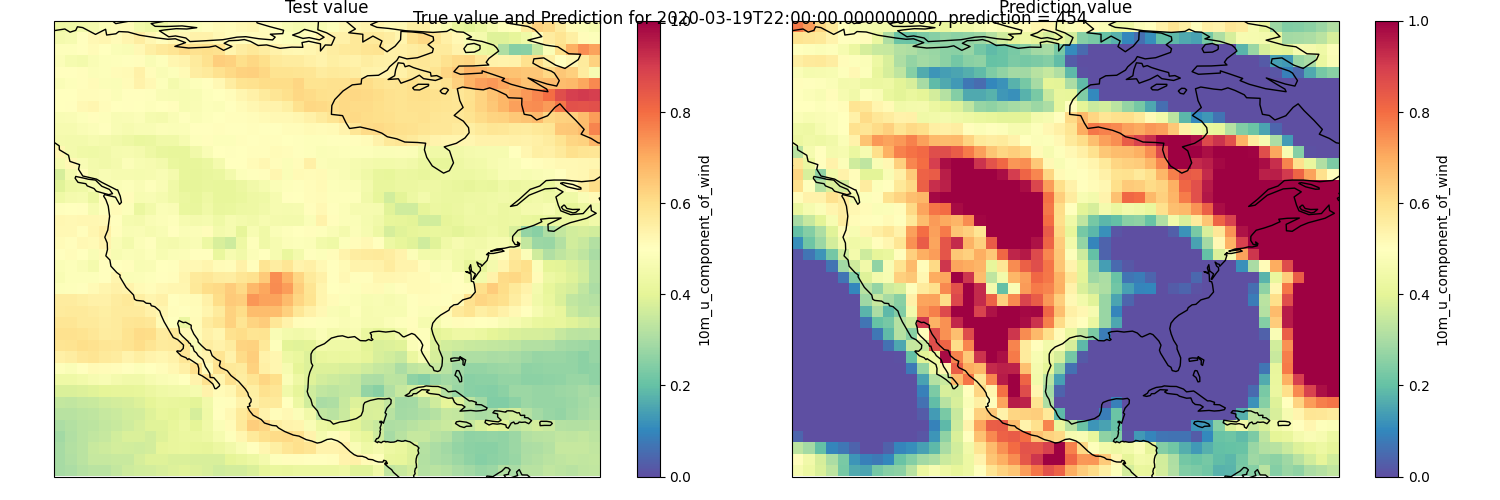 Test value
True value and Prediction for 2020-03-19T22:00:00.000000000, prediction = 454
Prediction value
1.0
0.8
0.6
0.4
0.2
0.0
10m_u_component_of_wind
1.0
0.8
0.6
0.4
0.2
0.0
10m_u_component_of_wind